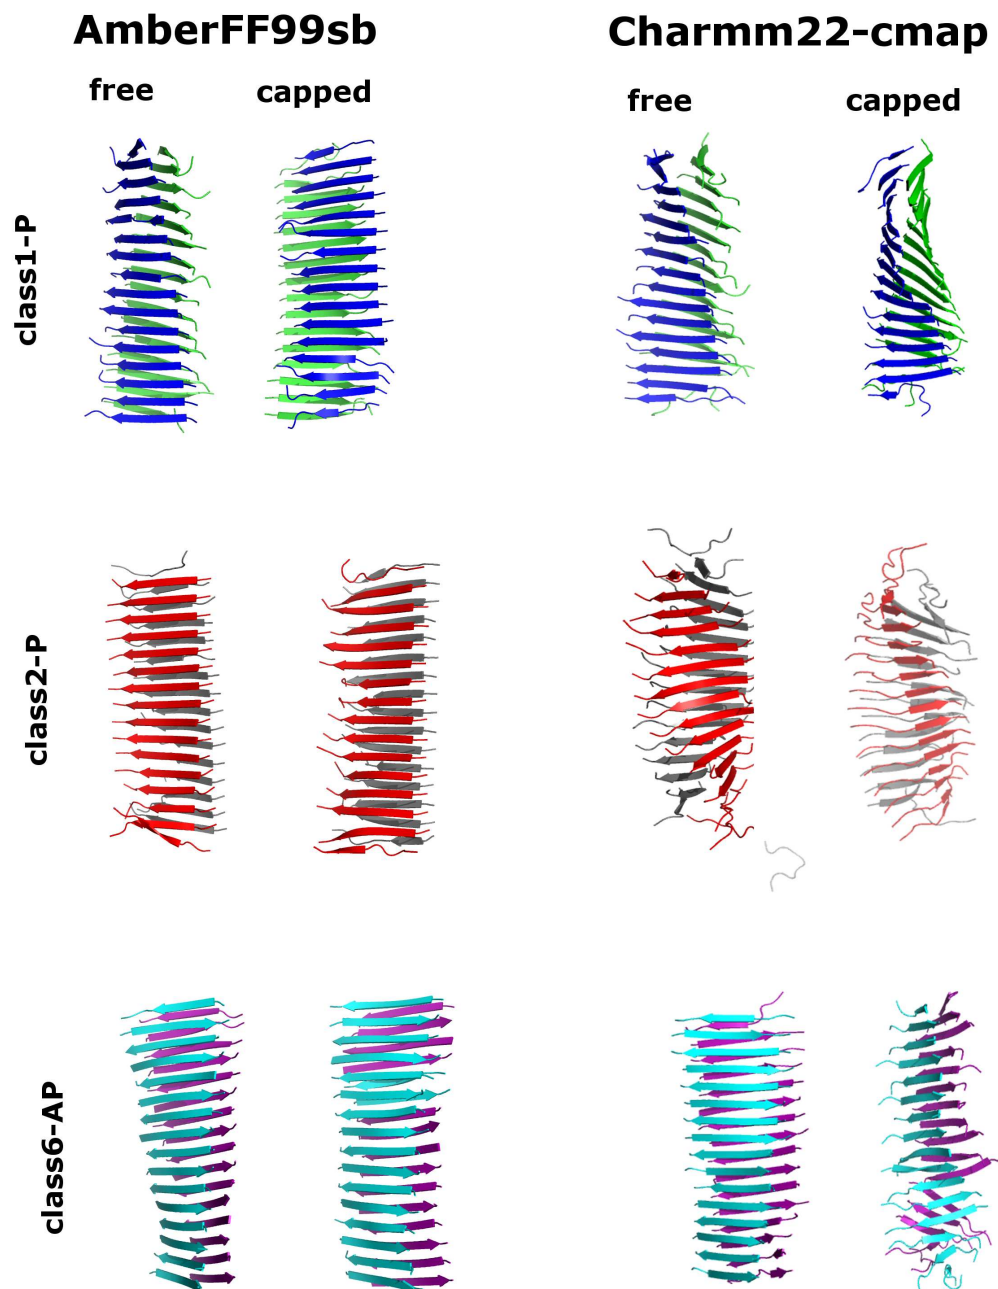 AmberFF99sb
Charmm22-cmap
free
capped
free
capped
class1-P
class2-P
class6-AP